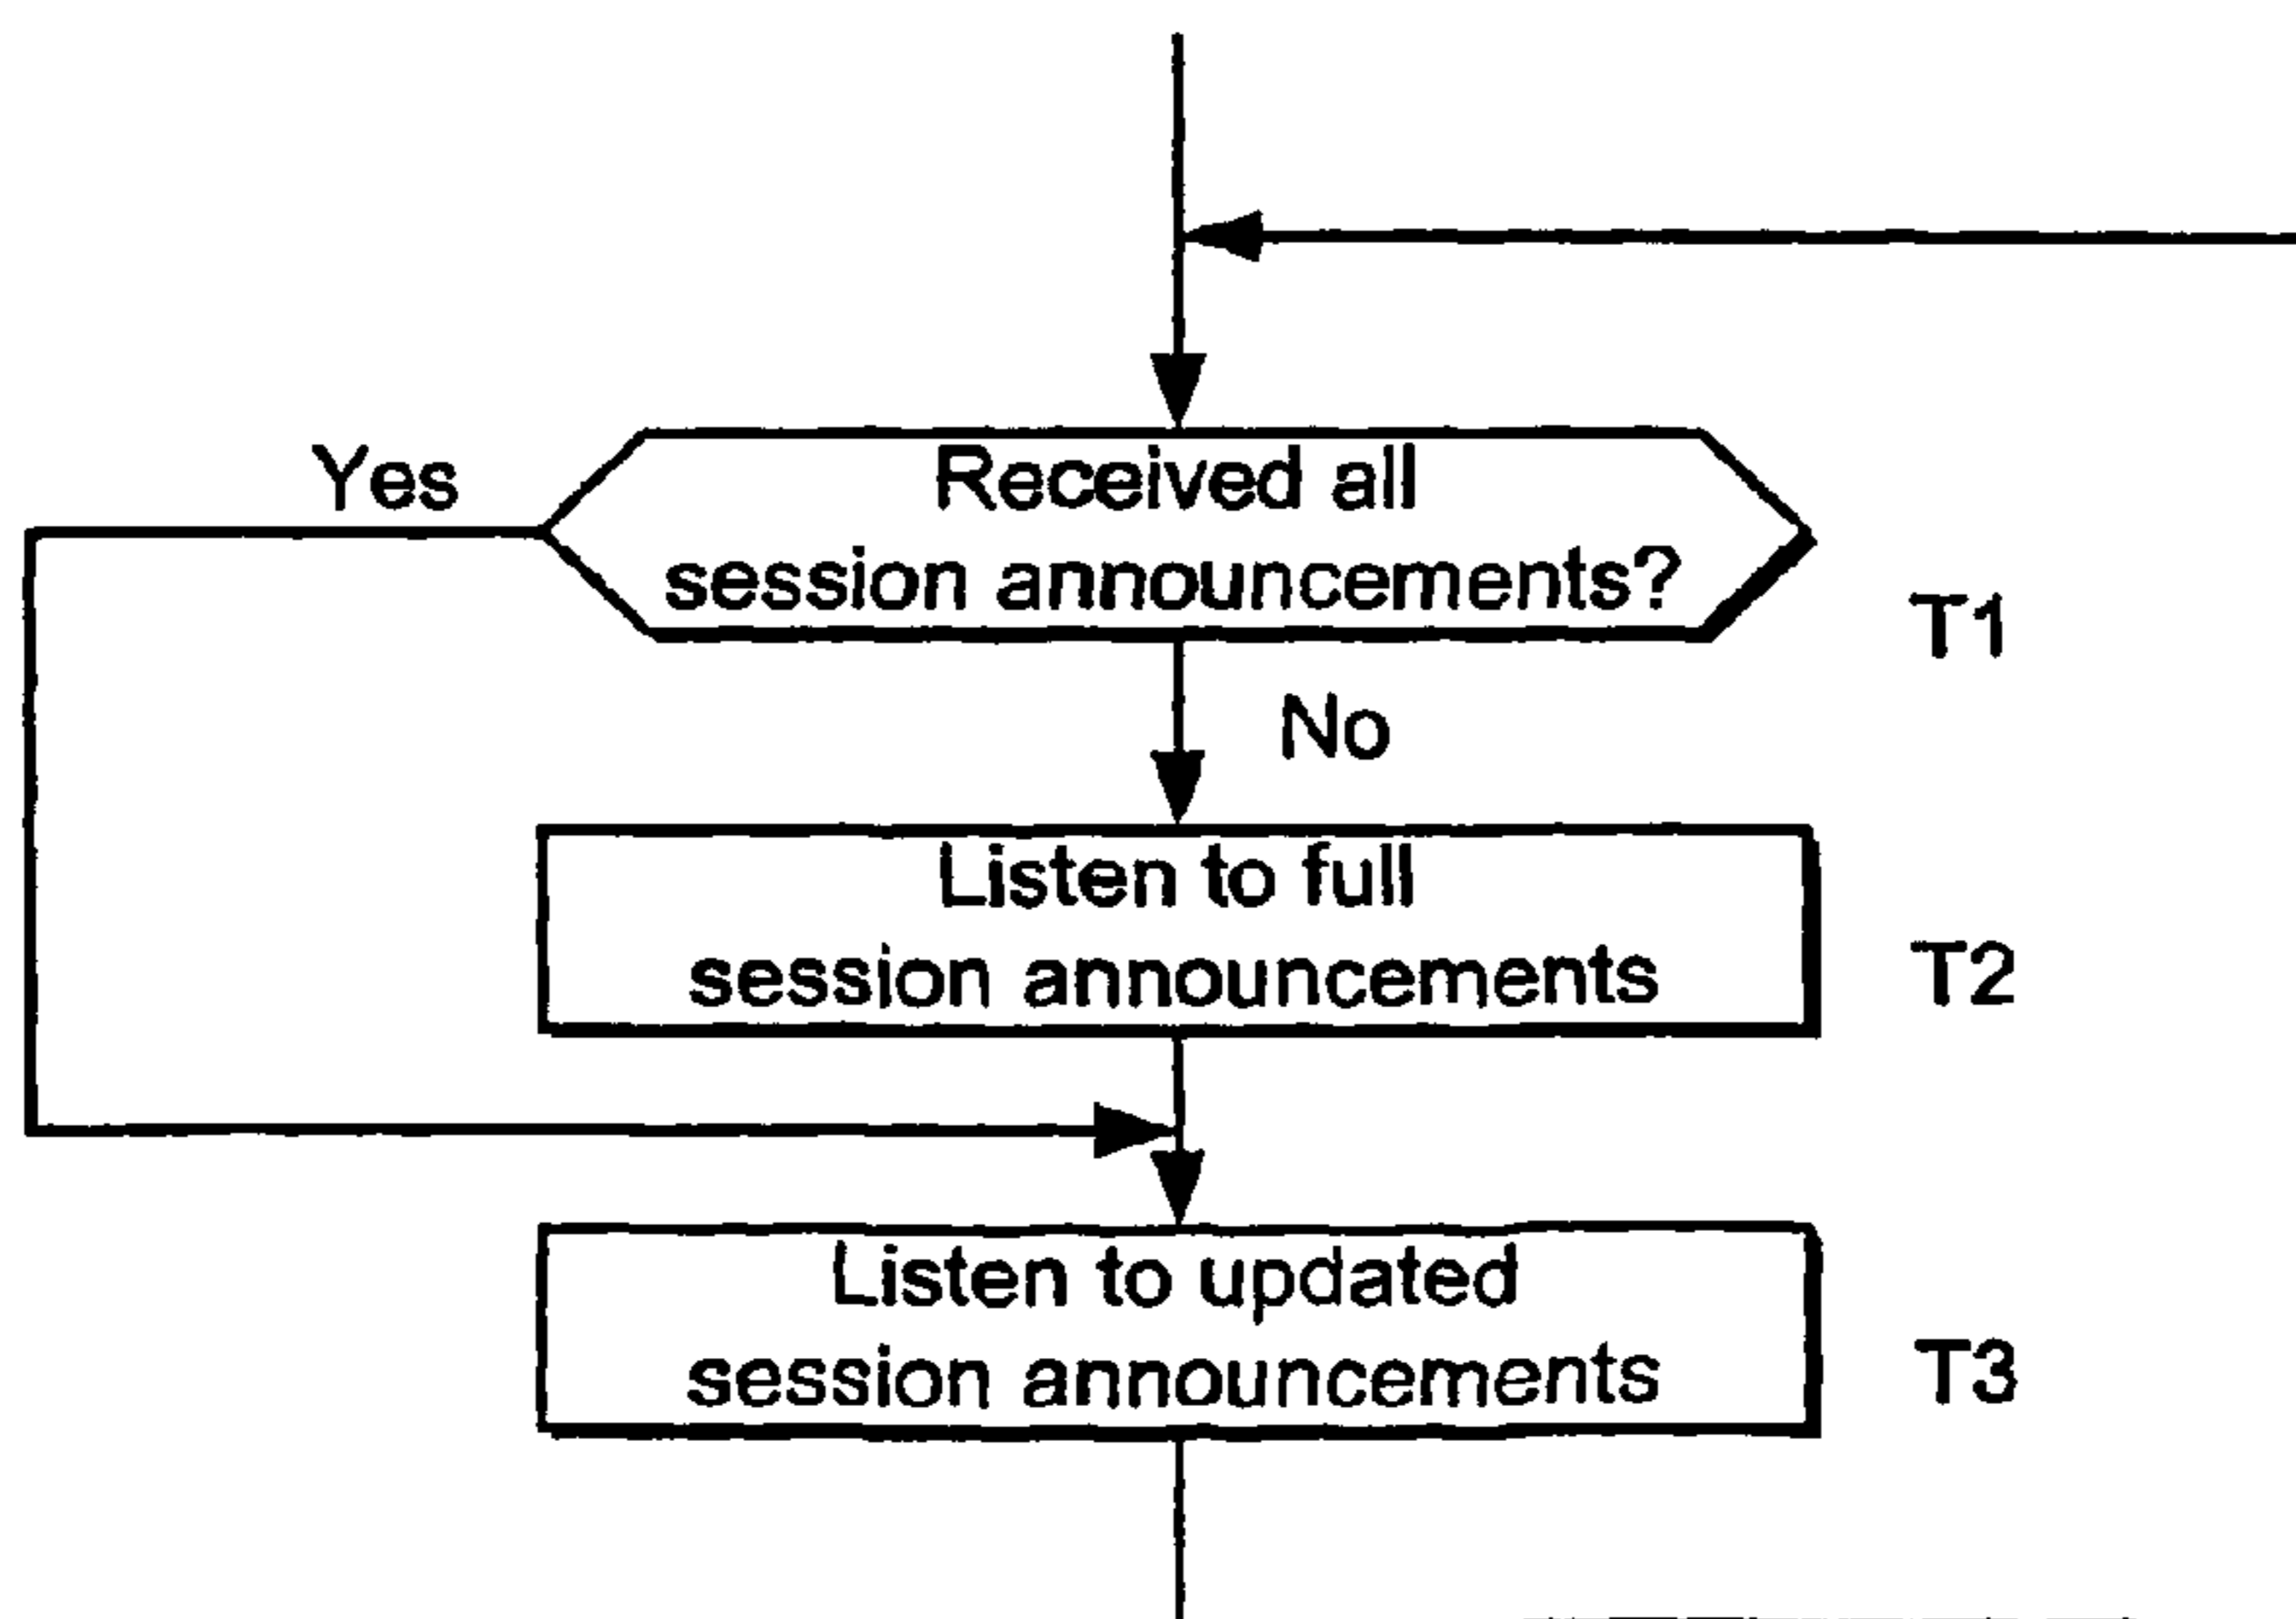 Yes
Received all
session announcements?
T1
No
Listen to full
session announcements
T2
Listen to updated
session announcements
T3